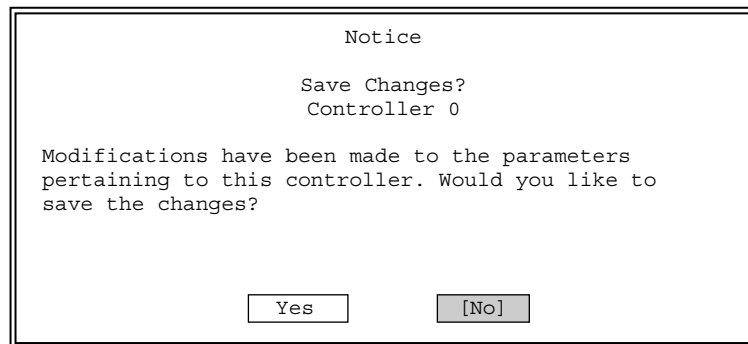 Notice
Save Changes?
Controller 0
Modifications have been made to the parameters
pertaining to this controller. Would you like to
save the changes?
Yes
[No]